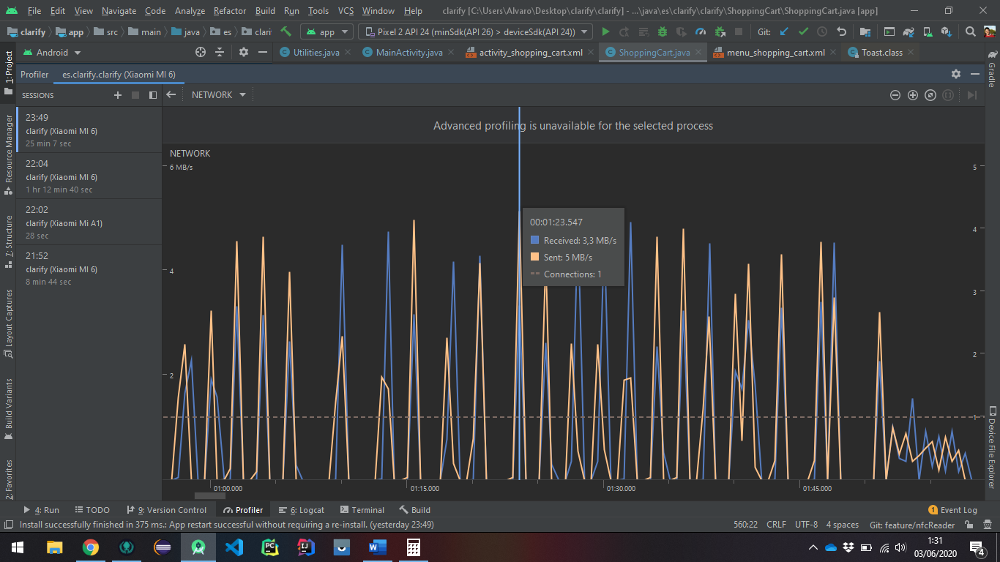 File Edit View Navigate Code Analyze Refactor Build Run Tools VCS Window Help clarify [C:\Users\Alvaro\Desktop\clarify\clarify] - ...\java\es\clarify\clarify\ShoppingCart\ShoppingCart.java [app]
clarify app src main java es clari app Pixel 2 API 24 (minSdk(API 26) > deviceSdk(API 24)) Git:
Android Utilities.java MainActivity.java activity_shopping_cart.xml ShoppingCart.java menu_shopping_cart.xml Toast.class
Profiler es.clarify.clarify (Xiaomi MI 6)
SESSIONS NETWORK
23:49
clarify (Xiaomi MI 6)
25 min 7 sec
22:04
clarify (Xiaomi MI 6)
1 hr 12 min 40 sec
22:02
clarify (Xiaomi Mi A1)
28 sec
21:52
clarify (Xiaomi MI 6)
8 min 44 sec
Advanced profiling is unavailable for the selected process
NETWORK
6 MB/s
4
2
5
4
3
2
1
00:01:23.547
Received: 3,3 MB/s
Sent: 5 MB/s
Connections: 1
01:00.000 01:15.000 01:30.000 01:45.000
1: Project
Resource Manager
7: Structure
Layout Captures
Build Variants
2: Favorites
Gradle
Device File Explorer
4: Run TODO 9: Version Control Profiler 6: Logcat Terminal Build 1 Event Log
Install successfully finished in 375 ms.: App restart successful without requiring a re-install. (yesterday 23:49) 560:22 CRLF UTF-8 4 spaces Git: feature/nfcReader
PC IJ W 1:31
03/06/2020 4